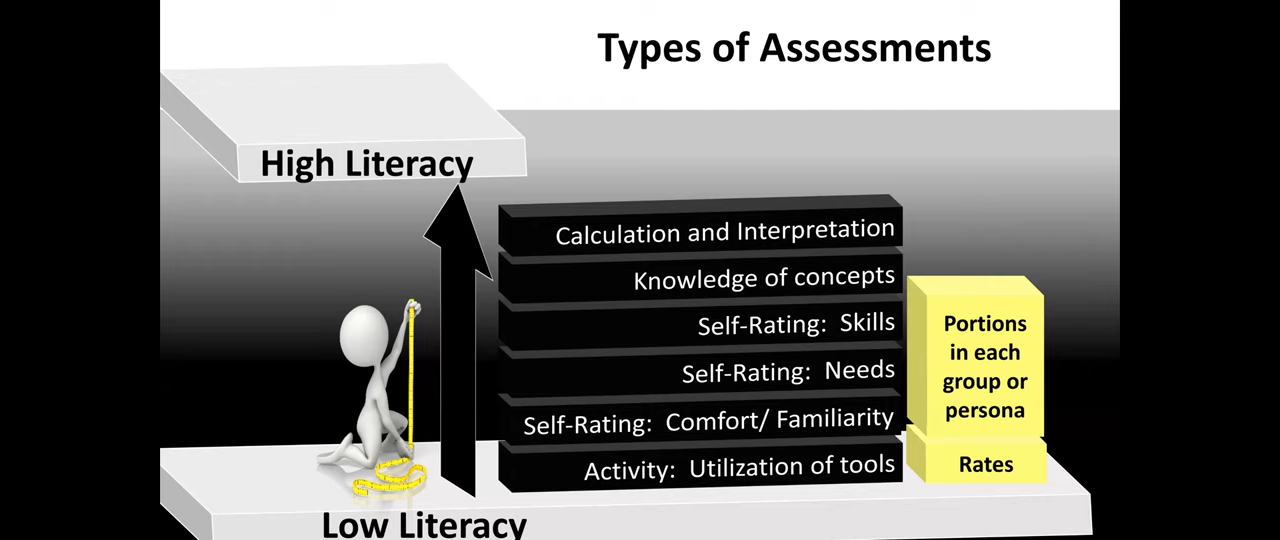 Types of Assessments
High Literacy
Calculation and Interpretation
Knowledge of concepts
Self-Rating: Skills
Self-Rating: Needs
Self-Rating: Comfort/ Familiarity
Activity: Utilization of tools
Portions
in each
group or
persona
Rates
Low Literacy